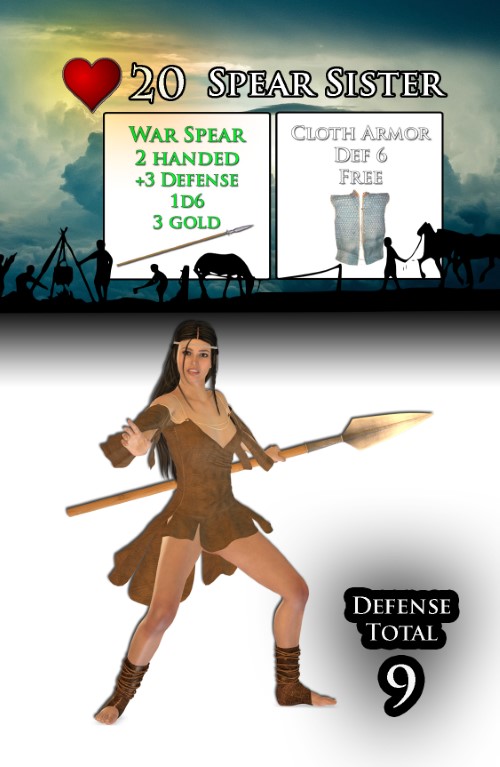 20 Spear Sister
War Spear
2 handed
+3 Defense
1d6
3 gold
Cloth Armor
Def 6
Free
Defense
Total
9